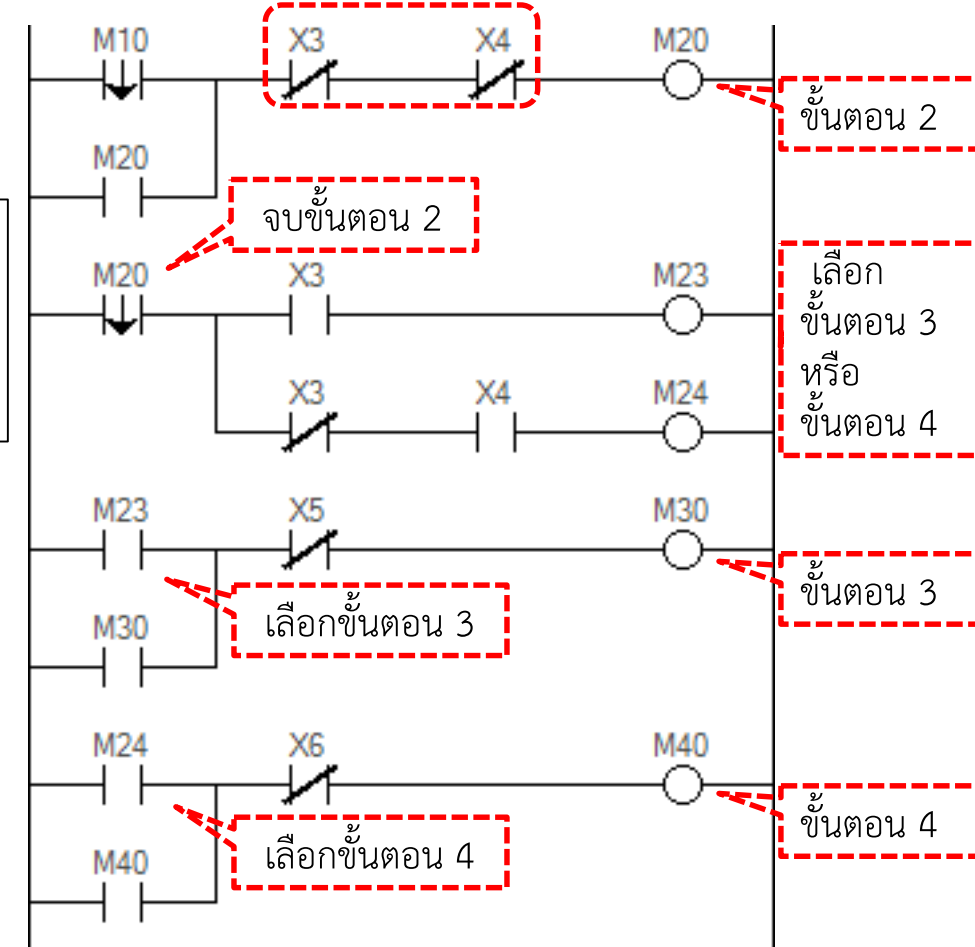 M10 X3 X4 M20
ขั้นตอน 2
M20
จบขั้นตอน 2
M20 X3 M23
เลือก
ขั้นตอน 3
หรือ
ขั้นตอน 4
X3 X4 M24
M23 X5 M30
ขั้นตอน 3
เลือกขั้นตอน 3
M30
M24 X6 M40
ขั้นตอน 4
เลือกขั้นตอน 4
M40